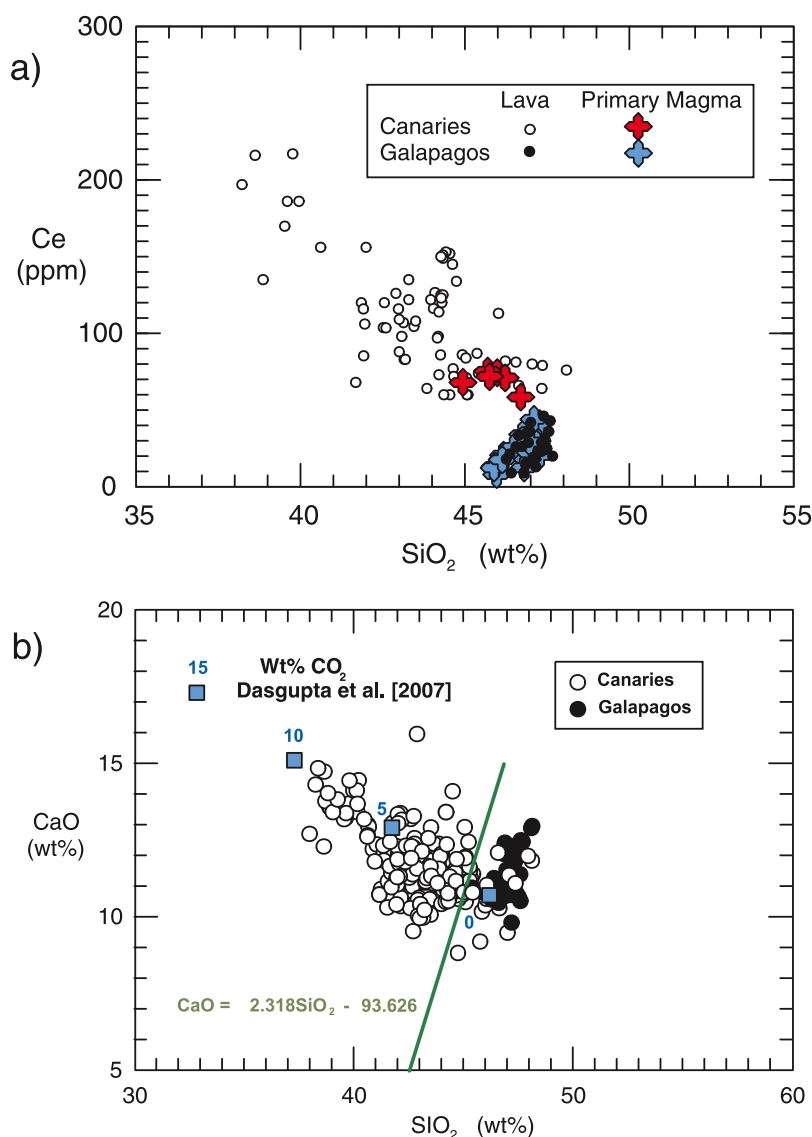 a)
300
200
100
0
Ce
(ppm)
Lava Primary Magma
Canaries
Galapagos
35 40 45 50 55
SiO2 (wt%)
b)
20
15
10
5
CaO
(wt%)
15 Wt% CO2
Dasgupta et al. [2007]
10
5
0
Canaries
Galapagos
CaO = 2.318SiO2 - 93.626
40 50 60
SIO2 (wt%)